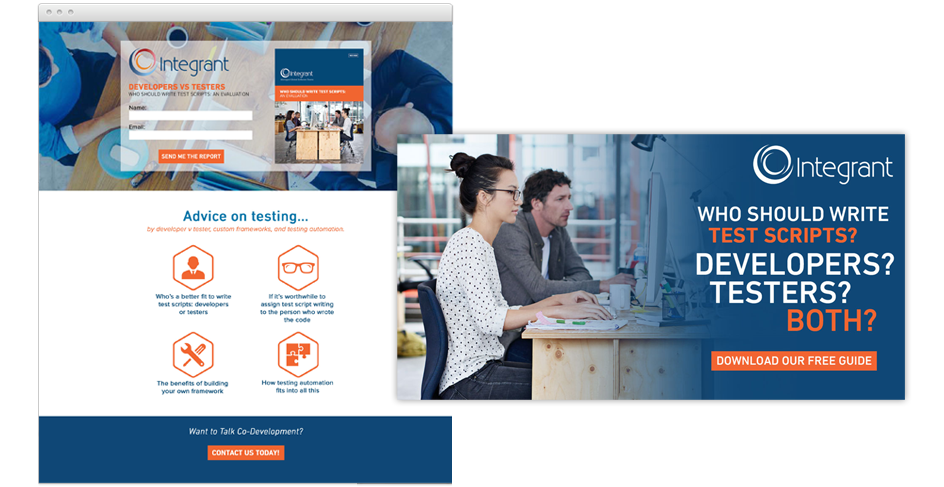 Integrant
DEVELOPERS VS TESTERS
WHO SHOULD WRITE TEST SCRIPTS: AN EVALUATION
Name:
Email:
SEND ME THE REPORT
Integrant
WHO SHOULD WRITE TEST SCRIPTS:
AN EVALUATION
Advice on testing...
by developer v tester, custom frameworks, and testing automation.
Who's a better fit to write
test scripts: developers
or testers
If it's worthwhile to
assign test script writing
to the person who wrote
the code
The benefits of building
your own framework
How testing automation
fits into all this
Want to Talk Co-Development?
CONTACT US TODAY!
Integrant
WHO SHOULD WRITE
TEST SCRIPTS?
DEVELOPERS?
TESTERS?
BOTH?
DOWNLOAD OUR FREE GUIDE